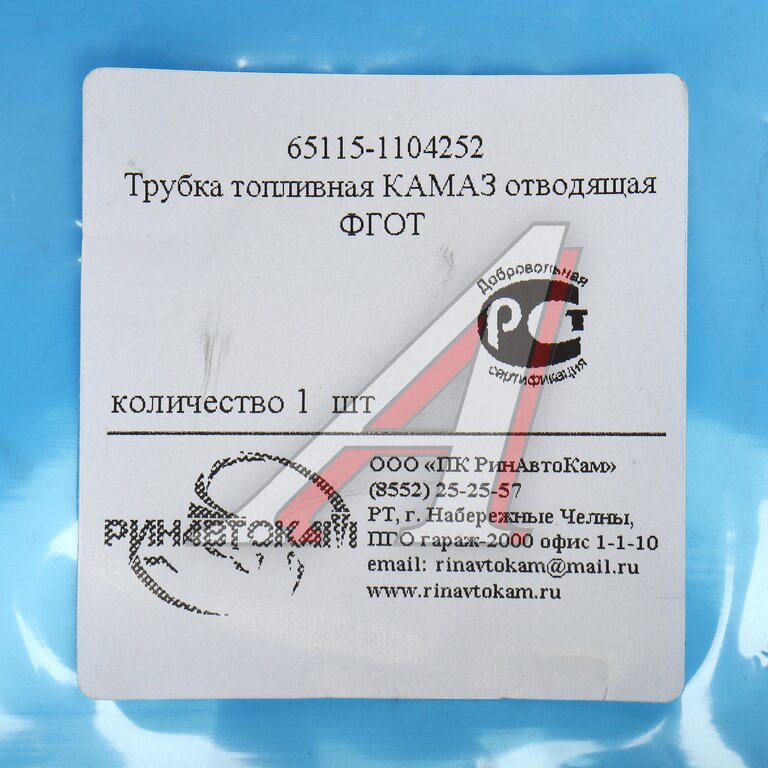 65115-1104252
Трубка топливная КАМАЗ отводящая
ФГОТ
Добровольная
РСТ
сертификация
количество 1 шт
РИНАВТОКАМ
ООО «ПК РинАвтоКам»
(8552) 25-25-57
РТ, г. Набережные Челны,
ПГО гараж-2000 офис 1-1-10
email: rinavtokam@mail.ru
www.rinavtokam.ru